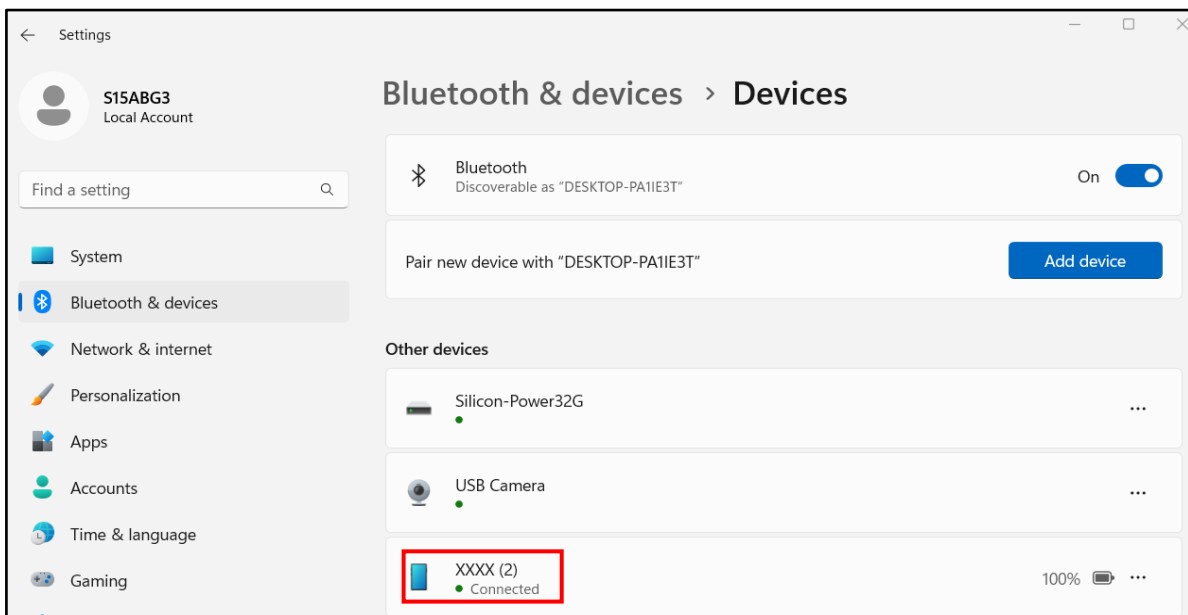 Settings
S15ABG3
Local Account
Find a setting
System
Bluetooth & devices
Network & internet
Personalization
Apps
Accounts
Time & language
Gaming
Bluetooth & devices > Devices
Bluetooth
Discoverable as "DESKTOP-PA1IE3T"
On
Pair new device with "DESKTOP-PA1IE3T"
Add device
Other devices
Silicon-Power32G
USB Camera
XXXX (2)
Connected
100%